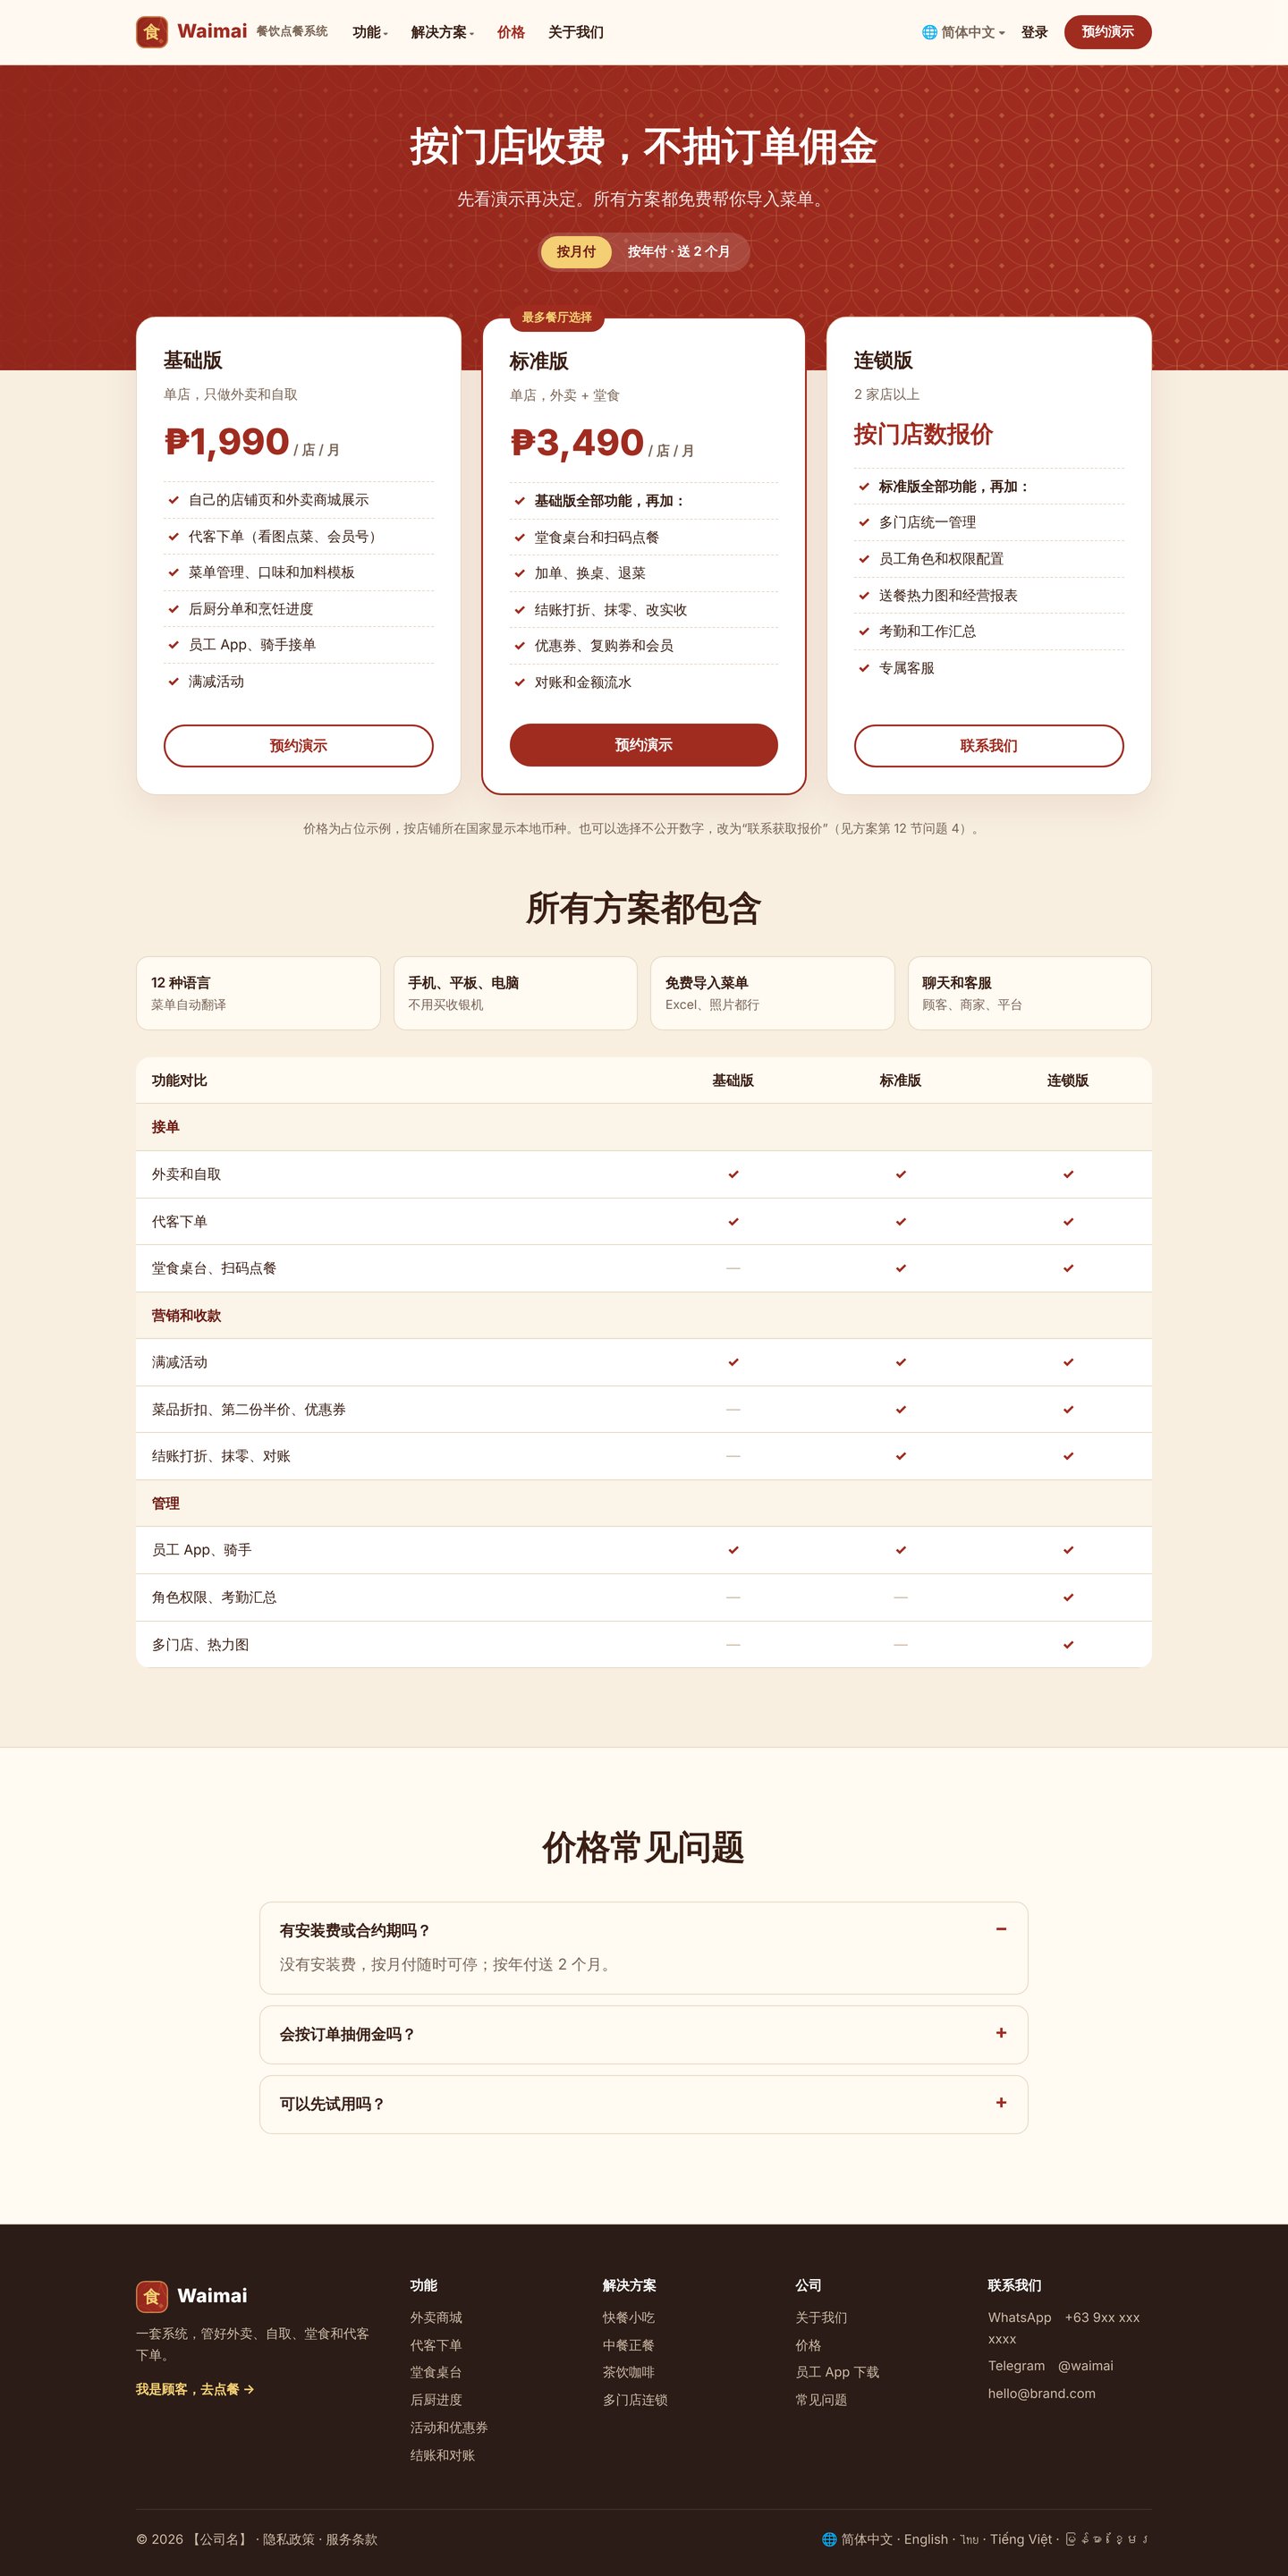 食 Waimai 餐饮点餐系统 功能 解决方案 价格 关于我们 🌐 简体中文 登录 预约演示
按门店收费，不抽订单佣金
先看演示再决定。所有方案都免费帮你导入菜单。
按月付 按年付 · 送 2 个月
基础版
单店，只做外卖和自取
₱1,990 / 店 / 月
✓ 自己的店铺页和外卖商城展示
✓ 代客下单（看图点菜、会员号）
✓ 菜单管理、口味和加料模板
✓ 后厨分单和烹饪进度
✓ 员工 App、骑手接单
✓ 满减活动
预约演示
最多餐厅选择
标准版
单店，外卖 + 堂食
₱3,490 / 店 / 月
✓ 基础版全部功能，再加：
✓ 堂食桌台和扫码点餐
✓ 加单、换桌、退菜
✓ 结账打折、抹零、改实收
✓ 优惠券、复购券和会员
✓ 对账和金额流水
预约演示
连锁版
2 家店以上
按门店数报价
✓ 标准版全部功能，再加：
✓ 多门店统一管理
✓ 员工角色和权限配置
✓ 送餐热力图和经营报表
✓ 考勤和工作汇总
✓ 专属客服
联系我们
价格为占位示例，按店铺所在国家显示本地币种。也可以选择不公开数字，改为“联系获取报价”（见方案第 12 节问题 4）。
所有方案都包含
12 种语言
菜单自动翻译
手机、平板、电脑
不用买收银机
免费导入菜单
Excel、照片都行
聊天和客服
顾客、商家、平台
功能对比 基础版 标准版 连锁版
接单
外卖和自取 ✓ ✓ ✓
代客下单 ✓ ✓ ✓
堂食桌台、扫码点餐 — ✓ ✓
营销和收款
满减活动 ✓ ✓ ✓
菜品折扣、第二份半价、优惠券 — ✓ ✓
结账打折、抹零、对账 — ✓ ✓
管理
员工 App、骑手 ✓ ✓ ✓
角色权限、考勤汇总 — — ✓
多门店、热力图 — — ✓
价格常见问题
有安装费或合约期吗？ −
没有安装费，按月付随时可停；按年付送 2 个月。
会按订单抽佣金吗？ +
可以先试用吗？ +
食 Waimai
一套系统，管好外卖、自取、堂食和代客
下单。
我是顾客，去点餐 →
功能
外卖商城
代客下单
堂食桌台
后厨进度
活动和优惠券
结账和对账
解决方案
快餐小吃
中餐正餐
茶饮咖啡
多门店连锁
公司
关于我们
价格
员工 App 下载
常见问题
联系我们
WhatsApp +63 9xx xxx
xxxx
Telegram @waimai
hello@brand.com
© 2026 【公司名】 · 隐私政策 · 服务条款
🌐 简体中文 · English · ไทย · Tiếng Việt ·